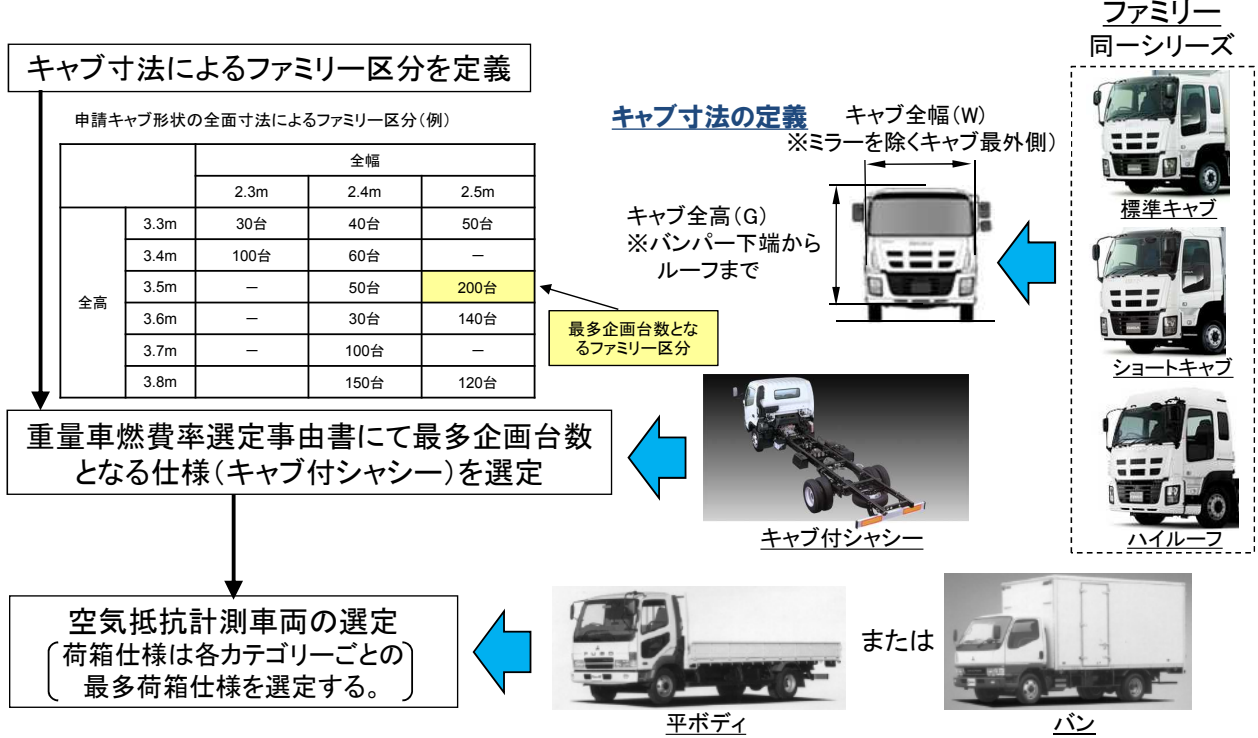 ファミリー
同一シリーズ
キャブ寸法によるファミリー区分を定義
申請キャブ形状の全面寸法によるファミリー区分(例)
全幅
2.3m 2.4m 2.5m
全高
3.3m 30台 40台 50台
3.4m 100台 60台 －
3.5m － 50台 200台
3.6m － 30台 140台
3.7m － 100台 －
3.8m 150台 120台
最多企画台数とな
るファミリー区分
キャブ寸法の定義
キャブ全幅(W)
※ミラーを除くキャブ最外側)
キャブ全高(G)
※バンパー下端から
ルーフまで
標準キャブ
ショートキャブ
ハイルーフ
重量車燃費率選定事由書にて最多企画台数
となる仕様(キャブ付シャシー)を選定
キャブ付シャシー
空気抵抗計測車両の選定
荷箱仕様は各カテゴリーごとの
最多荷箱仕様を選定する。
FUSO
平ボディ
または
バン